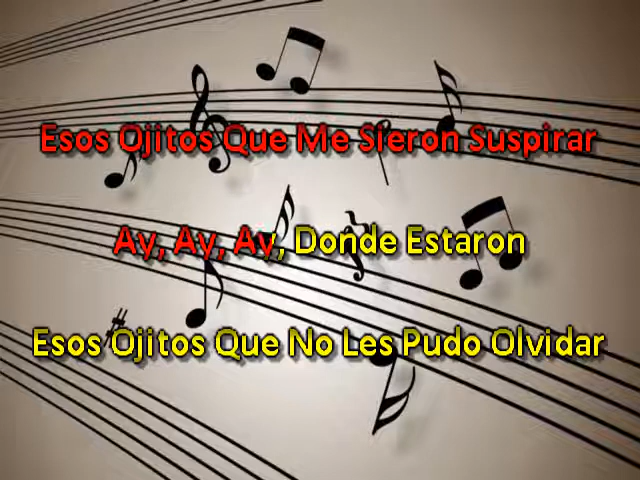 Esos Ojitos Que Me Sieron Suspirar
Ay, Ay, Ay, Donde Estaron
Esos Ojitos Que No Les Pudo Olvidar